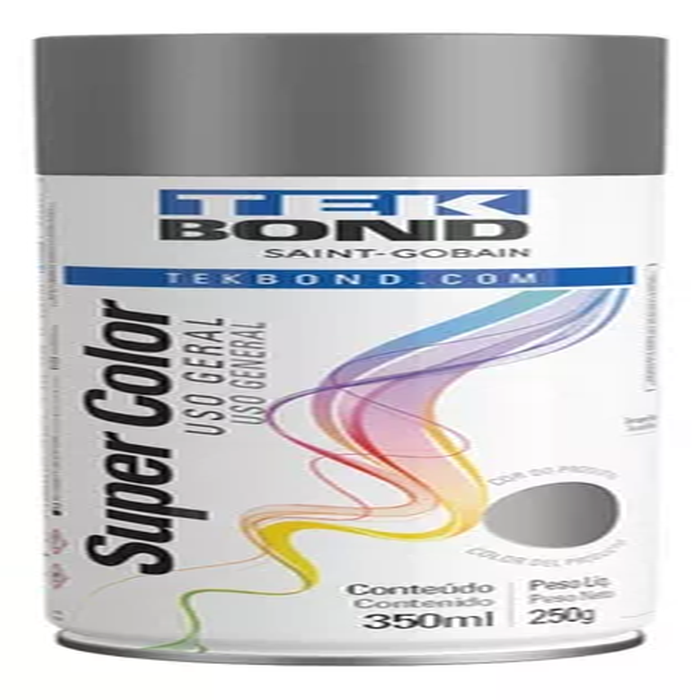 TEK
BOND
SAINT-GOBAIN
TEKBOND.COM
Super Color
USO GERAL
USO GENERAL
COR DO PRODUTO
COLOR DEL PRODUCTO
Conteúdo
Contenido
350ml
Peso Líq
Peso Neto
250g